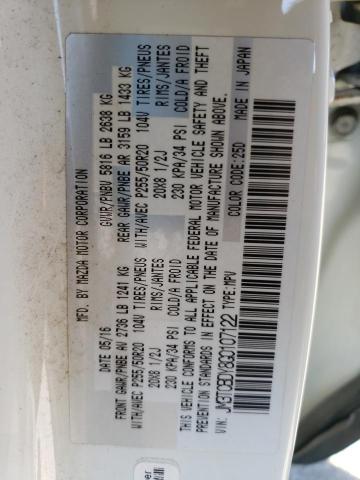 MFD. BY MAZDA MOTOR CORPORATION
DATE 05/16 GVWR/PNBV 5816 LB 2638 KG
FRONT GAWR/PNBE AV 2736 LB 1241 KG REAR GAWR/PNBE AR 3159 LB 1433 KG
WITH/AVEC P255/50R20 104V TIRES/PNEUS WITH/AVEC P255/50R20 104V TIRES/PNEUS
20X8 1/2J RIMS/JANTES 20X8 1/2J RIMS/JANTES
230 KPA/34 PSI COLD/A FROID 230 KPA/34 PSI COLD/A FROID
CONFORMS TO ALL APPLICABLE FEDERAL MOTOR VEHICLE SAFETY AND THEFT
PREVENTION STANDARDS IN EFFECT ON THE DATE OF MANUFACTURE SHOWN ABOVE.
COLOR CODE:25D MADE IN JAPAN
VIN: TYPE:MPV